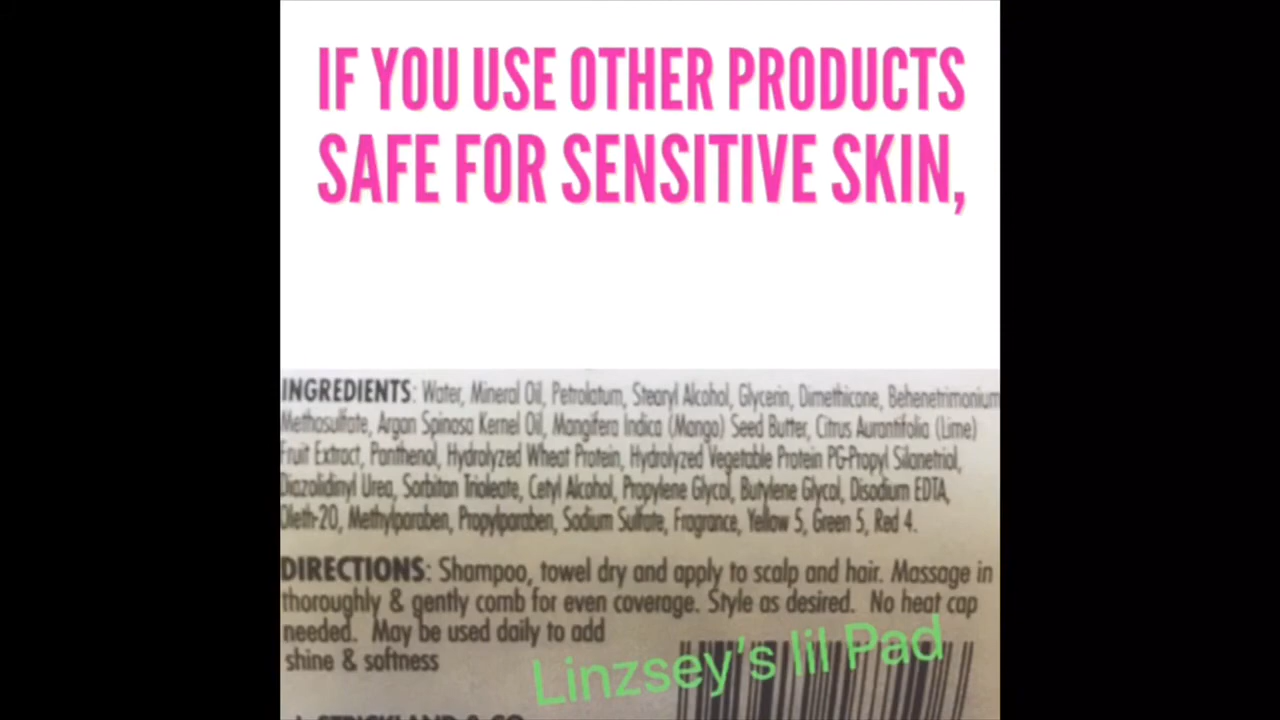 IF YOU USE OTHER PRODUCTS
SAFE FOR SENSITIVE SKIN,
INGREDIENTS: Water, Mineral Oil, Petrolatum, Stearyl Alcohol, Glycerin, Dimethicone, Behenetrimonium
Methosulfate, Argan Spinosa Kernel Oil, Mangifera Indica (Mango) Seed Butter, Citrus Aurantifolia (Lime)
Fruit Extract, Panthenol, Hydrolyzed Wheat Protein, Hydrolyzed Vegetable Protein PG-Propyl Silanetriol,
Diazolidinyl Urea, Sorbitan Trioleate, Cetyl Alcohol, Propylene Glycol, Butylene Glycol, Disodium EDTA,
Oleth-20, Methylparaben, Propylparaben, Sodium Sulfate, Fragrance, Yellow 5, Green 5, Red 4.
DIRECTIONS: Shampoo, towel dry and apply to scalp and hair. Massage in
thoroughly & gently comb for even coverage. Style as desired. No heat cap
needed. May be used daily to add
shine & softness
Linzsey's lil Pad
J. STRICKLAND & CO